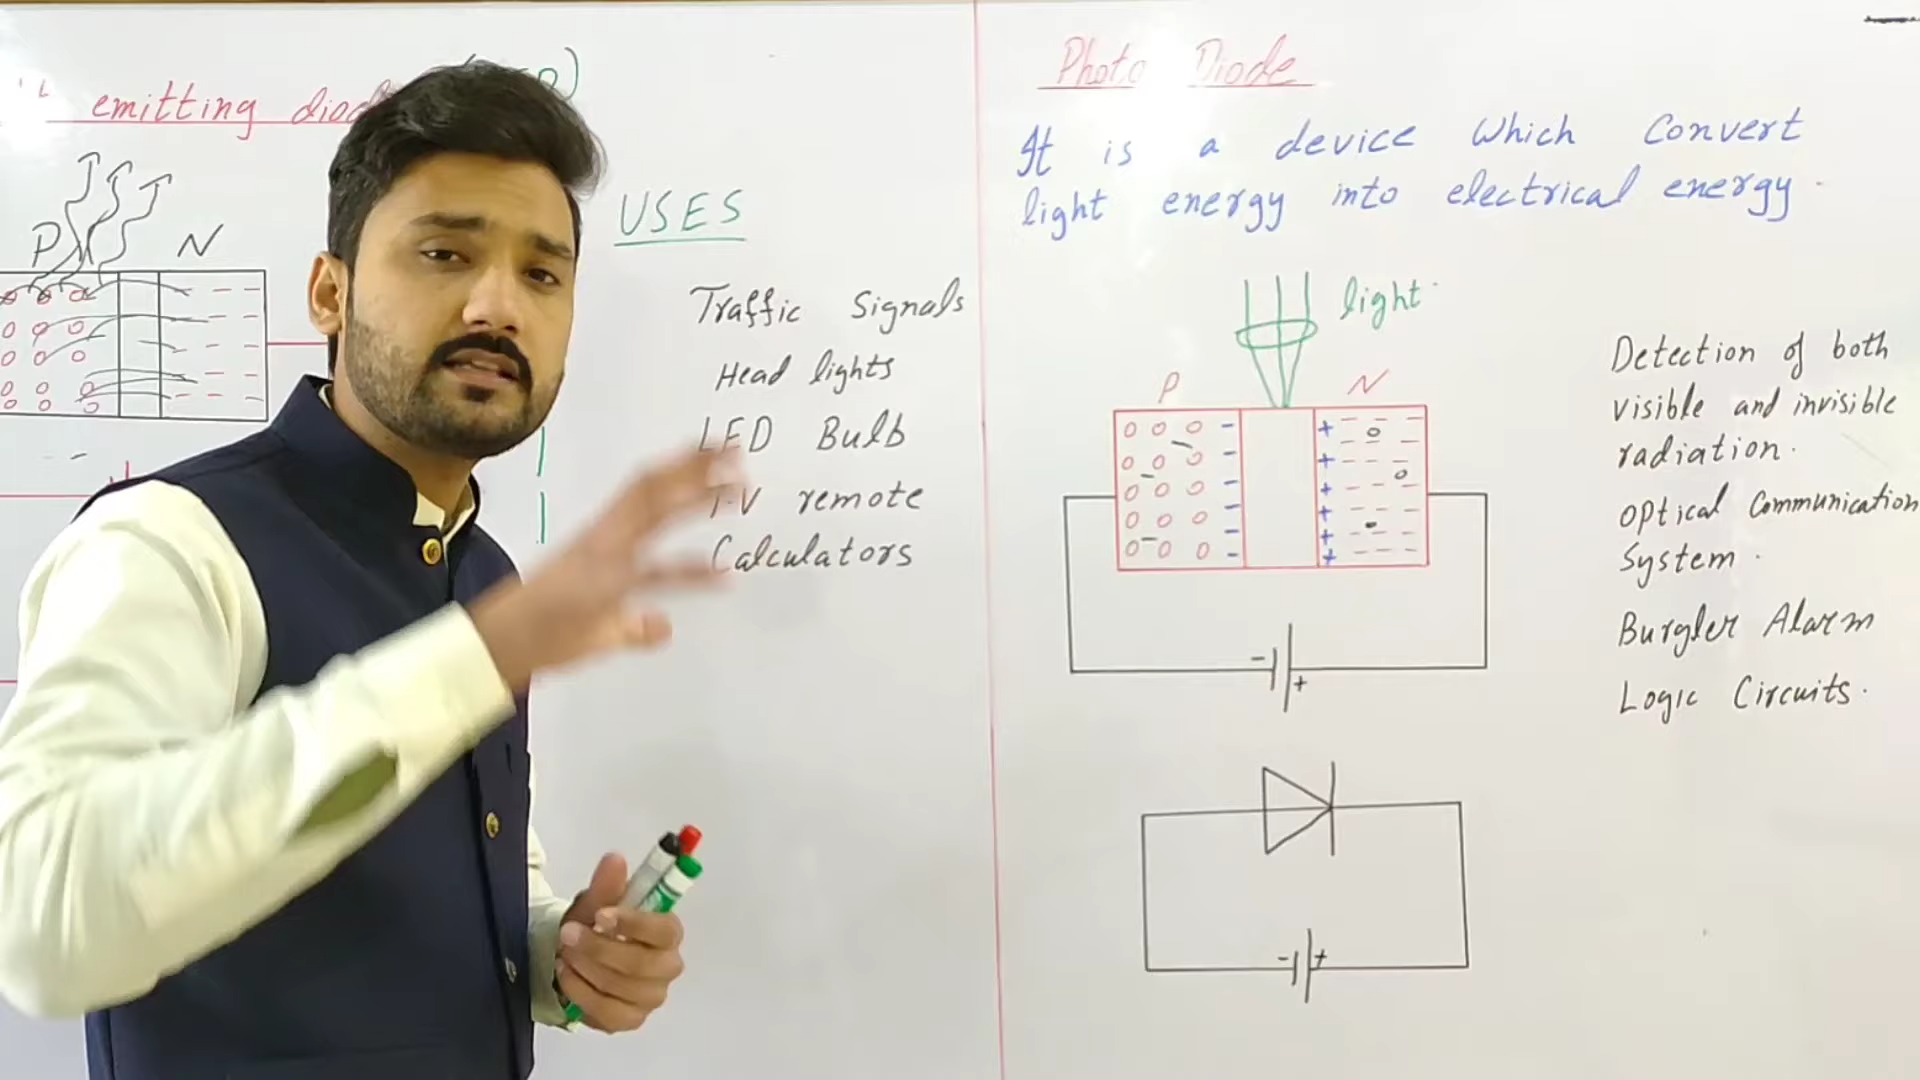 emitting
P N
USES
Traffic Signals
Head lights
LED Bulb
T.V remote
Calculators
Photo Diode
It is a device which convert
light energy into electrical energy.
light
P N
- +
- +
Detection of both
visible and invisible
radiation.
Optical Communication
System.
Burgler Alarm
Logic Circuits.